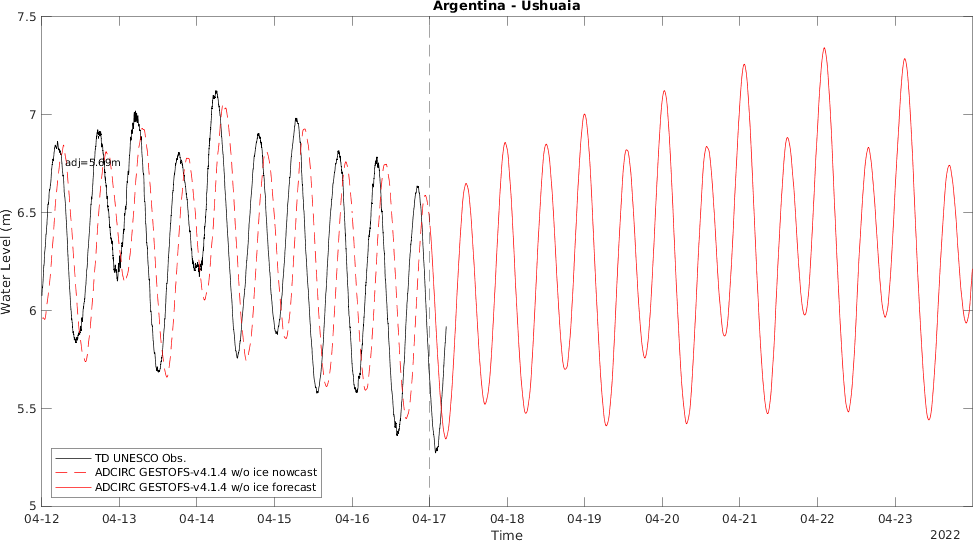 Argentina - Ushuaia
7.5
7
6.5
6
5.5
5
Water Level (m)
adj=5.69m
TD UNESCO Obs.
ADCIRC GESTOFS-v4.1.4 w/o ice nowcast
ADCIRC GESTOFS-v4.1.4 w/o ice forecast
04-12 04-13 04-14 04-15 04-16 04-17 04-18 04-19 04-20 04-21 04-22 04-23
Time
2022